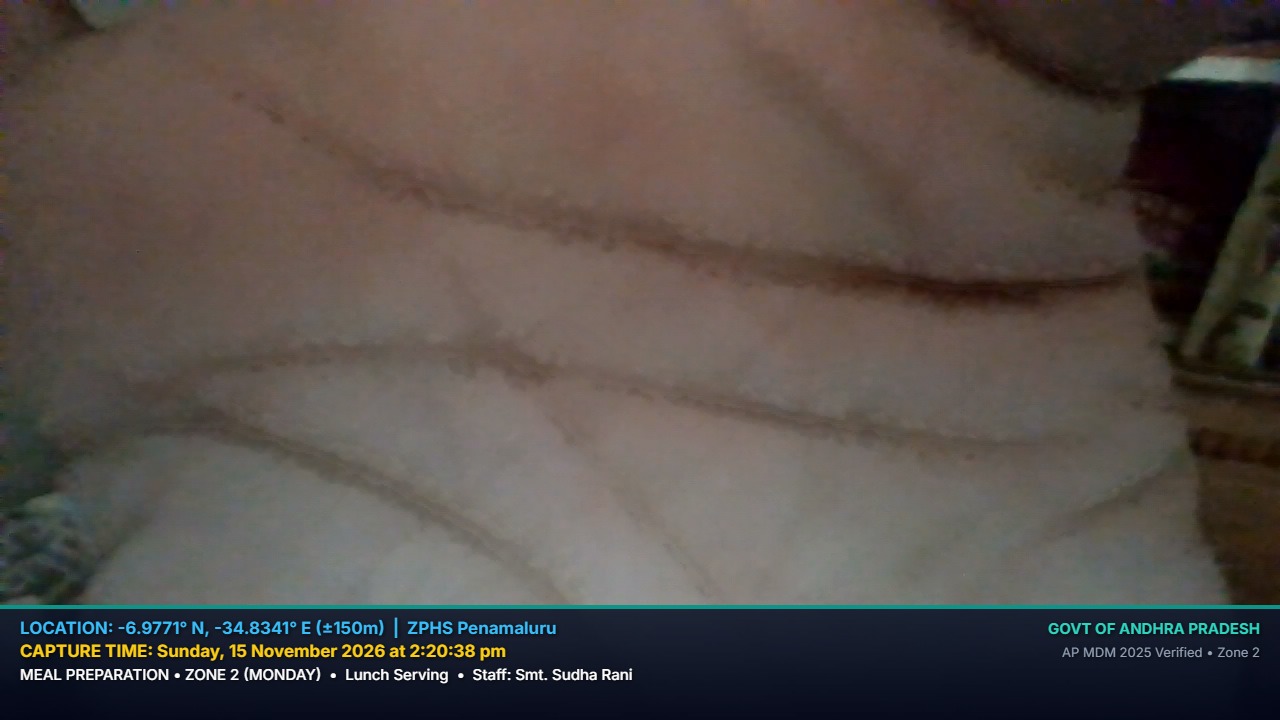 LOCATION: -6.9771° N, -34.8341° E (±150m) | ZPHS Penamaluru
CAPTURE TIME: Sunday, 15 November 2026 at 2:20:38 pm
MEAL PREPARATION • ZONE 2 (MONDAY) • Lunch Serving • Staff: Smt. Sudha Rani
GOVT OF ANDHRA PRADESH
AP MDM 2025 Verified • Zone 2